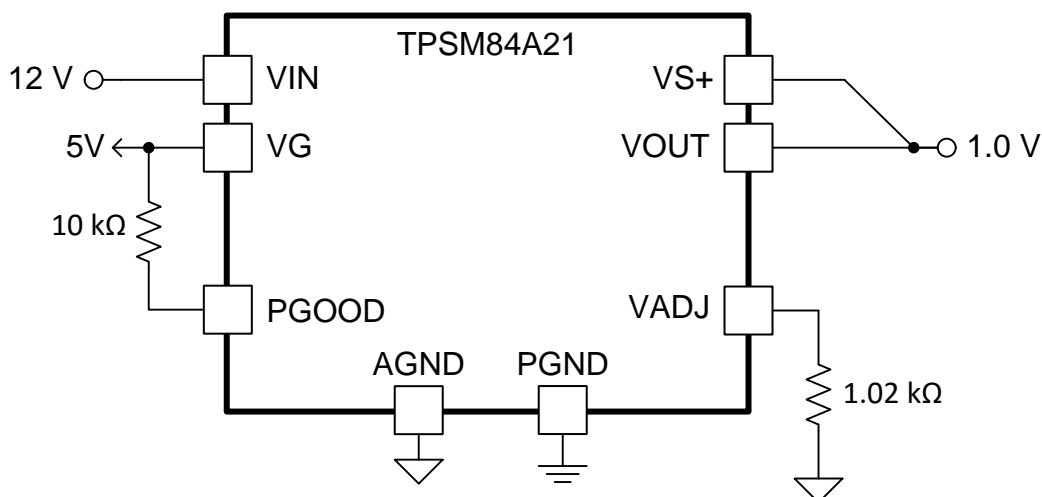 TPSM84A21
12 V
VIN
VS+
5V
VG
VOUT
1.0 V
10 kΩ
PGOOD
VADJ
AGND
PGND
1.02 kΩ